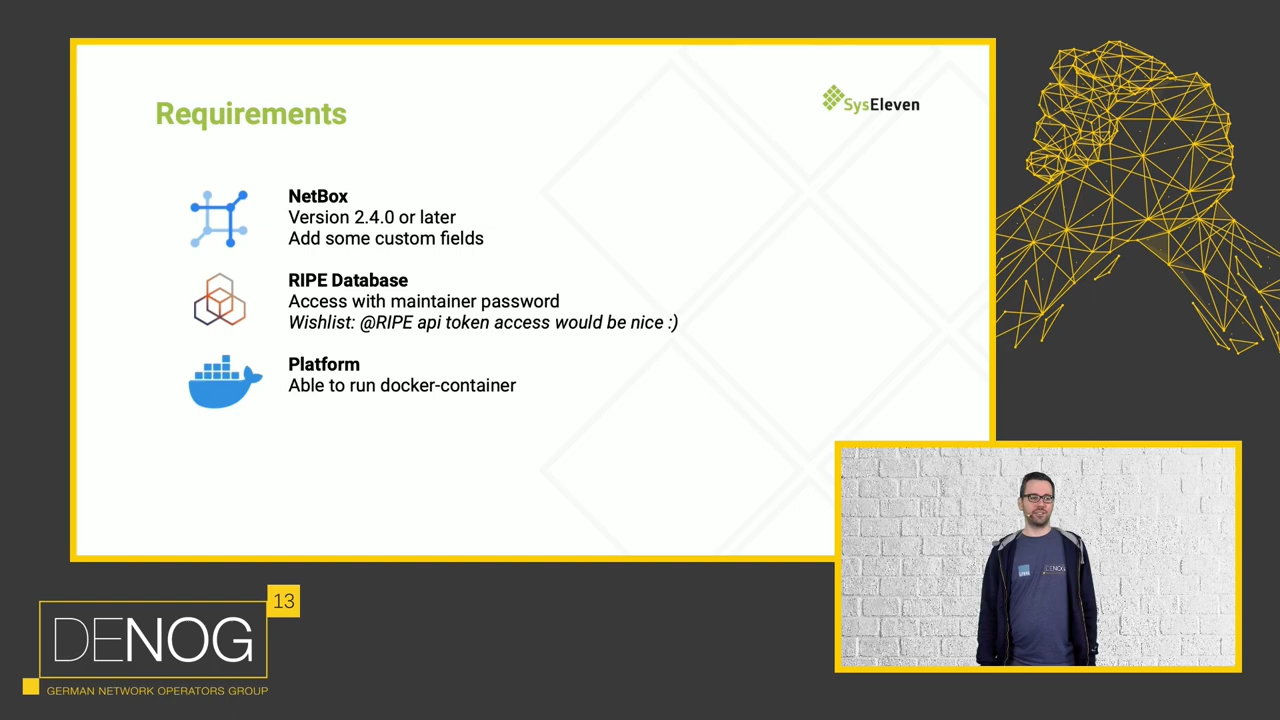 Requirements
SysEleven
NetBox
Version 2.4.0 or later
Add some custom fields
RIPE Database
Access with maintainer password
Wishlist: @RIPE api token access would be nice :)
Platform
Able to run docker-container
DENOG
13
DENOG
GERMAN NETWORK OPERATORS GROUP